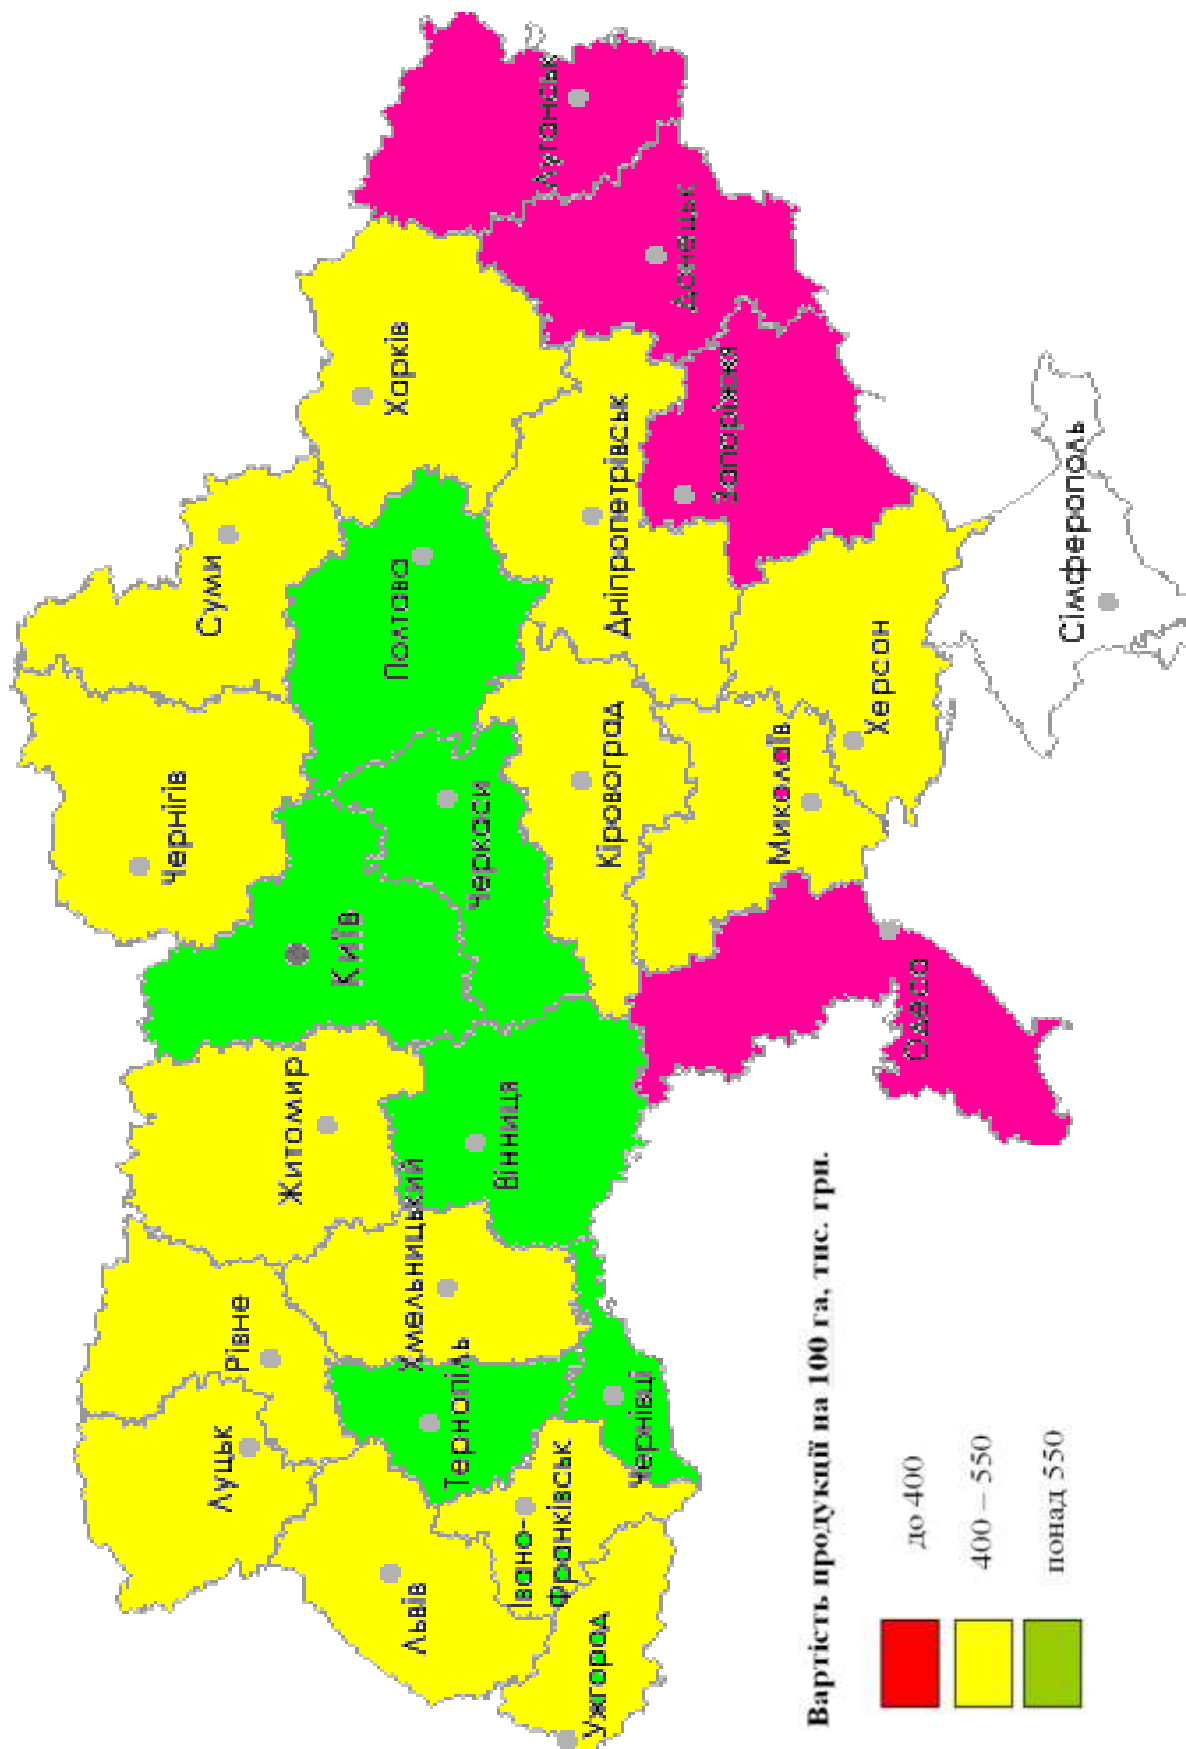 Луцьк
Рівне
Житомир
Київ
Чернігів
Суми
Львів
Тернопіль
Хмельницький
Вінниця
Черкаси
Полтава
Харків
Луганськ
Ужгород
Івано-
Франківськ
Чернівці
Кіровоград
Дніпропетрівськ
Донецьк
Запоріжжя
Миколаїв
Херсон
Одеса
Сімферополь
Вартість продукції на 100 га, тис. грн.
до 400
400 – 550
понад 550